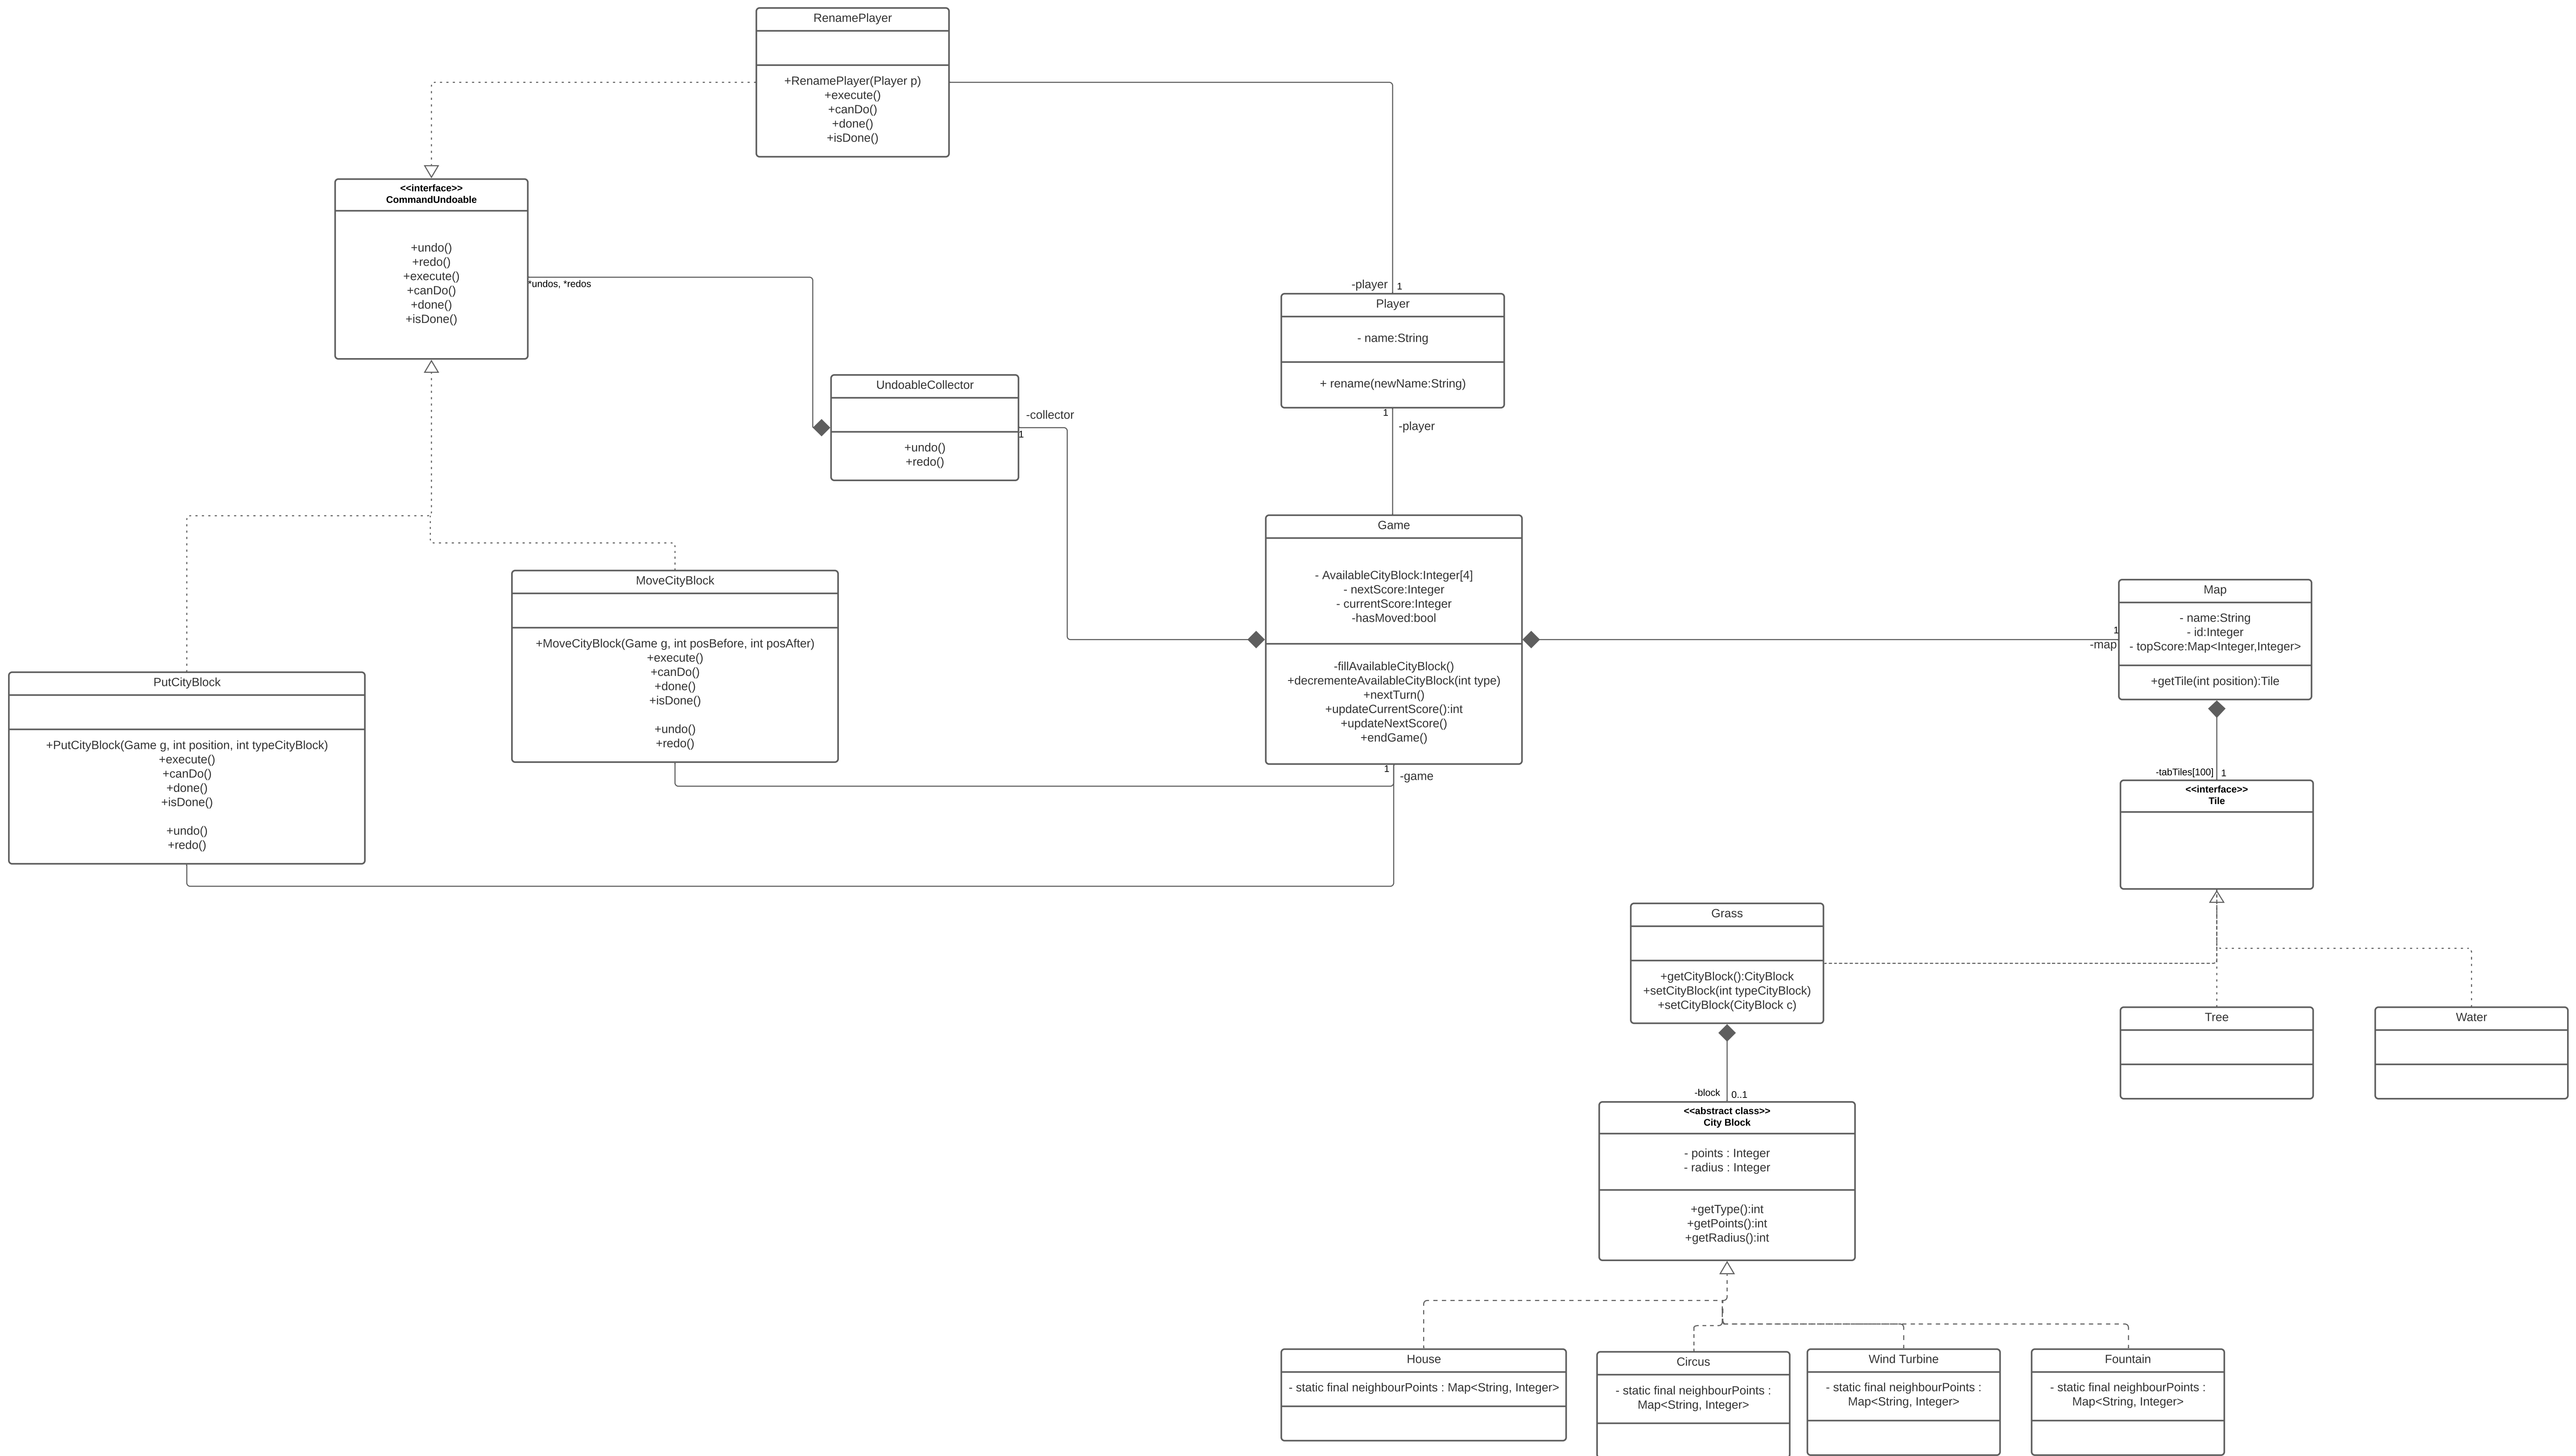 RenamePlayer
+RenamePlayer(Player p)
+execute()
+canDo()
+done()
+isDone()
<<interface>>
CommandUndoable
+undo()
+redo()
+execute()
+canDo()
+done()
+isDone()
*undos, *redos
-player
1
Player
- name:String
+ rename(newName:String)
1
-player
UndoableCollector
+undo()
+redo()
-collector
1
Game
- AvailableCityBlock:Integer[4]
- nextScore:Integer
- currentScore:Integer
-hasMoved:bool
-fillAvailableCityBlock()
+decrementeAvailableCityBlock(int type)
+nextTurn()
+updateCurrentScore():int
+updateNextScore()
+endGame()
1
-game
MoveCityBlock
+MoveCityBlock(Game g, int posBefore, int posAfter)
+execute()
+canDo()
+done()
+isDone()
+undo()
+redo()
PutCityBlock
+PutCityBlock(Game g, int position, int typeCityBlock)
+execute()
+canDo()
+done()
+isDone()
+undo()
+redo()
Map
- name:String
- id:Integer
- topScore:Map<Integer,Integer>
+getTile(int position):Tile
1
-map
-tabTiles[100]
1
<<interface>>
Tile
Grass
+getCityBlock():CityBlock
+setCityBlock(int typeCityBlock)
+setCityBlock(CityBlock c)
Tree
Water
-block
0..1
<<abstract class>>
City Block
- points : Integer
- radius : Integer
+getType():int
+getPoints():int
+getRadius():int
House
- static final neighbourPoints : Map<String, Integer>
Circus
- static final neighbourPoints :
Map<String, Integer>
Wind Turbine
- static final neighbourPoints :
Map<String, Integer>
Fountain
- static final neighbourPoints :
Map<String, Integer>